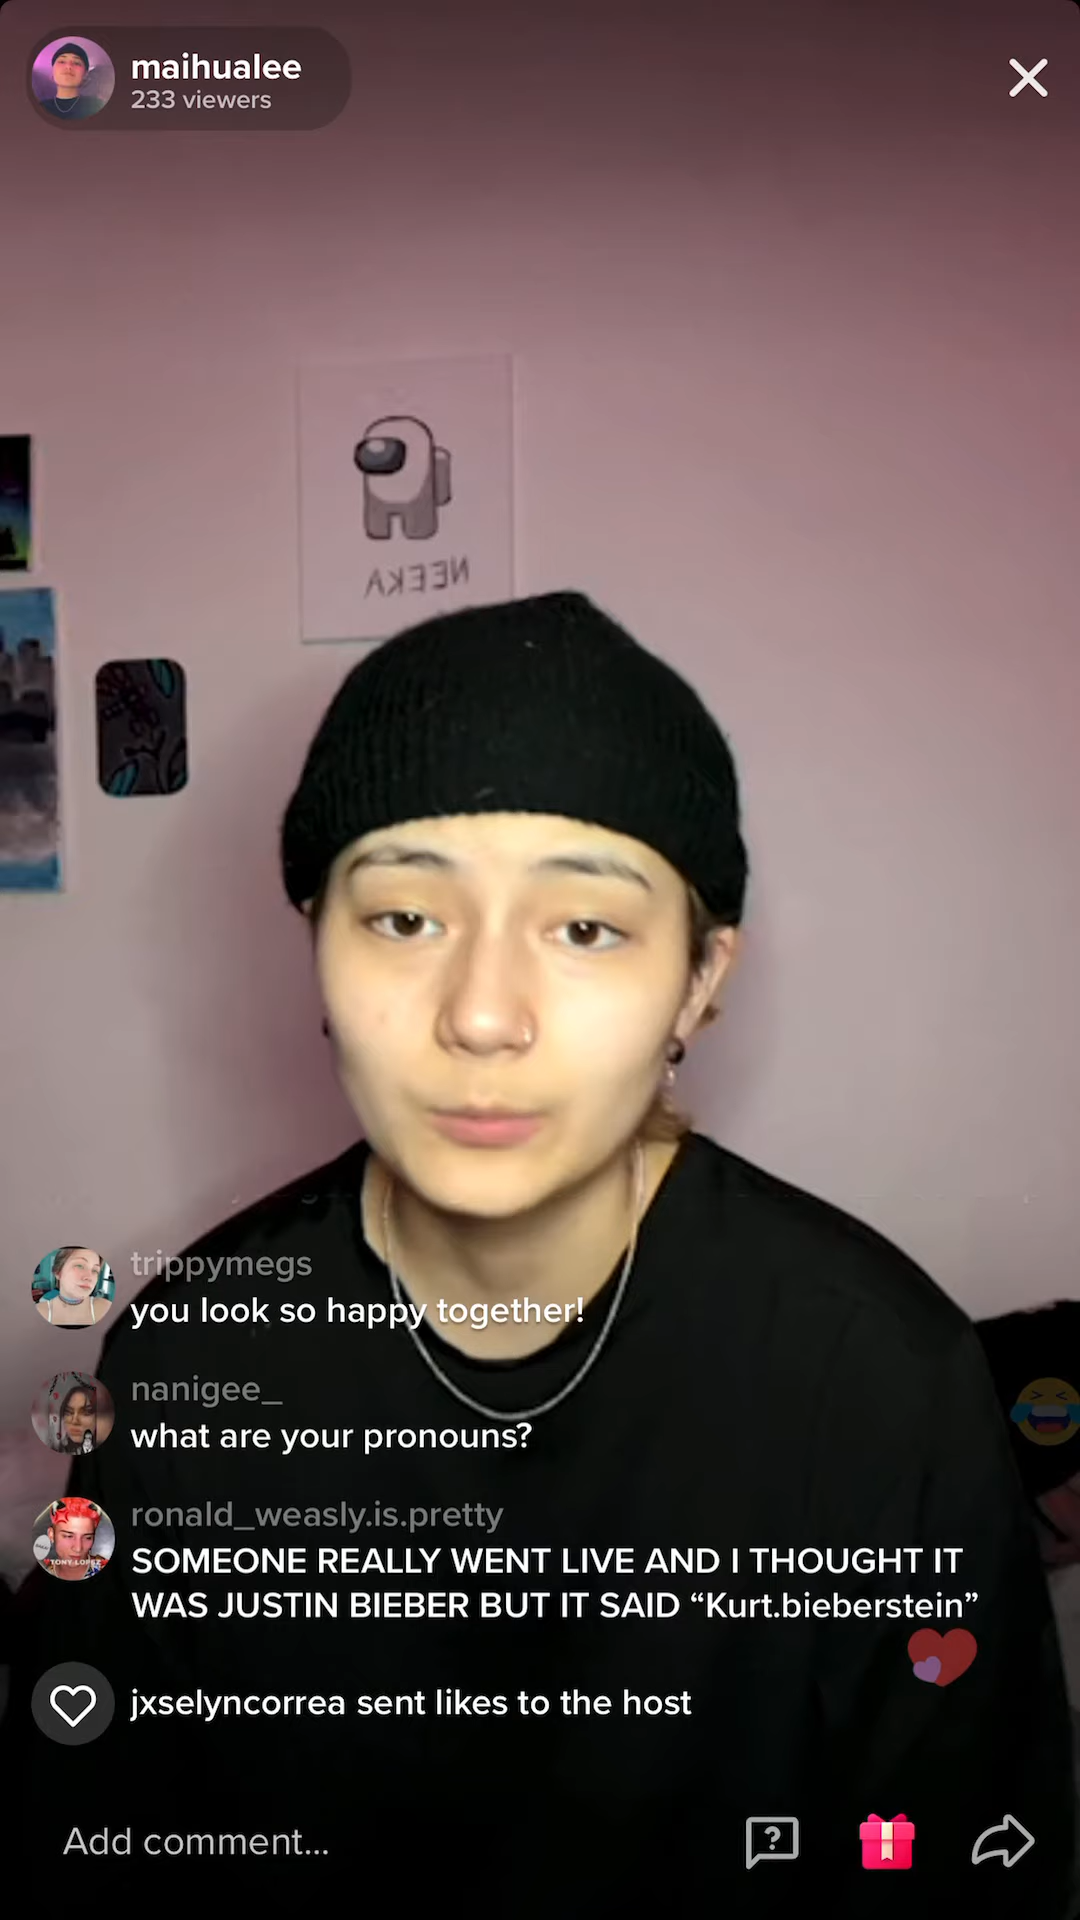 maihualee
233 viewers
NEEKA
trippymegs
you look so happy together!
nanigee_
what are your pronouns?
ronald_weasly.is.pretty
SOMEONE REALLY WENT LIVE AND I THOUGHT IT
WAS JUSTIN BIEBER BUT IT SAID “Kurt.bieberstein”
TONY LOPEZ
jxselyncorrea sent likes to the host
Add comment...
?